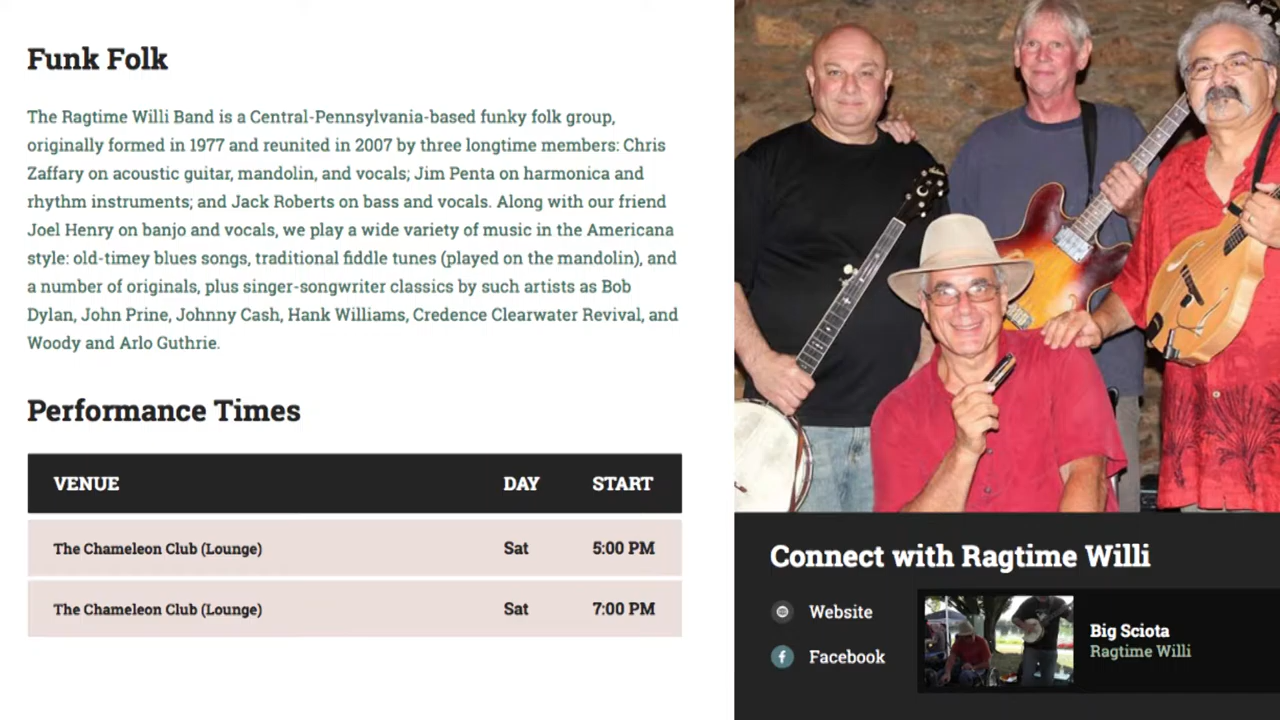 Funk Folk
The Ragtime Willi Band is a Central-Pennsylvania-based funky folk group,
originally formed in 1977 and reunited in 2007 by three longtime members: Chris
Zaffary on acoustic guitar, mandolin, and vocals; Jim Penta on harmonica and
rhythm instruments; and Jack Roberts on bass and vocals. Along with our friend
Joel Henry on banjo and vocals, we play a wide variety of music in the Americana
style: old-timey blues songs, traditional fiddle tunes (played on the mandolin), and
a number of originals, plus singer-songwriter classics by such artists as Bob
Dylan, John Prine, Johnny Cash, Hank Williams, Credence Clearwater Revival, and
Woody and Arlo Guthrie.
Performance Times
VENUE DAY START
The Chameleon Club (Lounge) Sat 5:00 PM
The Chameleon Club (Lounge) Sat 7:00 PM
Connect with Ragtime Willi
Website
Facebook
Big Sciota
Ragtime Willi